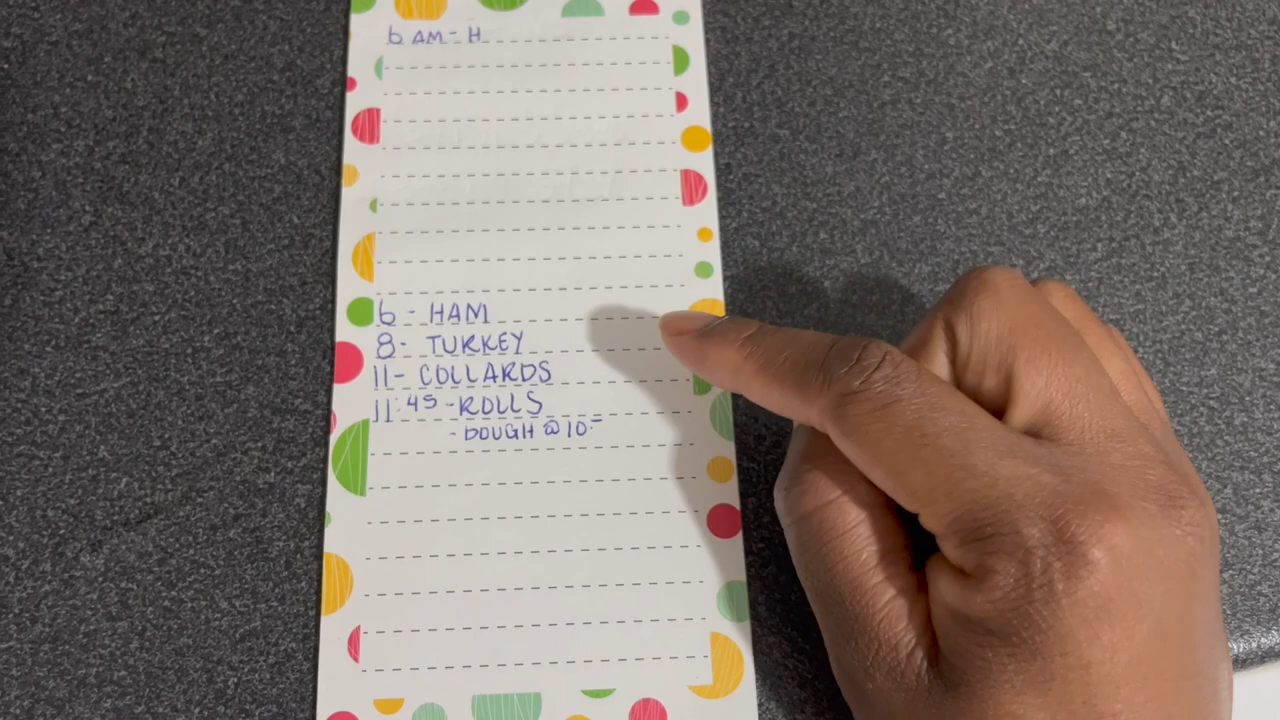 6 AM - H
6 - HAM
8 - TURKEY
11 - COLLARDS
11:45 - ROLLS
- DOUGH @ 10-